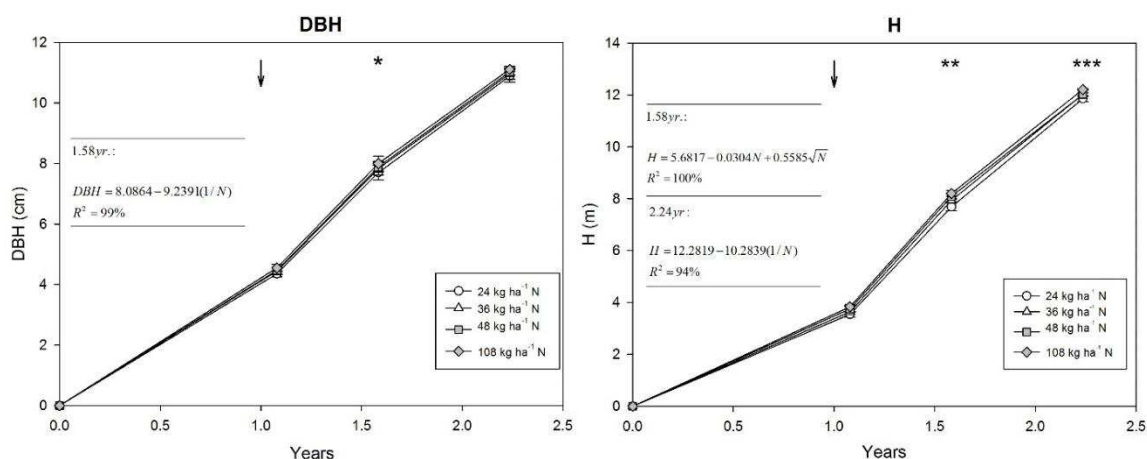 DBH
12
10
8
6
4
2
0
DBH (cm)
0.0 0.5 1.0 1.5 2.0 2.5
Years
*
1.58yr.:
DBH = 8.0864−9.2391(1/N)
R² = 99%
24 kg ha⁻¹ N
36 kg ha⁻¹ N
48 kg ha⁻¹ N
108 kg ha⁻¹ N
H
14
12
10
8
6
4
2
0
H (m)
0.0 0.5 1.0 1.5 2.0 2.5
Years
** ***
1.58yr.:
H = 5.6817−0.0304N+0.5585√N
R² = 100%
2.24yr:
H = 12.2819−10.2839(1/N)
R² = 94%
24 kg ha⁻¹ N
36 kg ha⁻¹ N
48 kg ha⁻¹ N
108 kg ha⁻¹ N